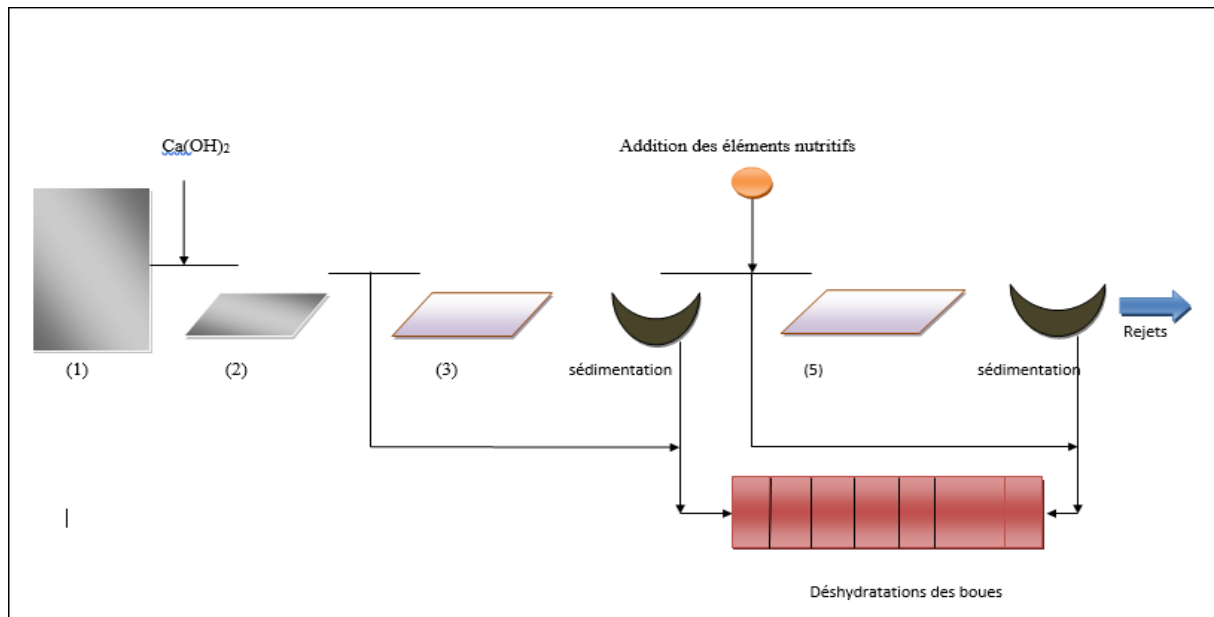 Ca(OH)₂
Addition des éléments nutritifs
Rejets
(1)
(2)
(3)
sédimentation
(5)
sédimentation
Déshydratations des boues